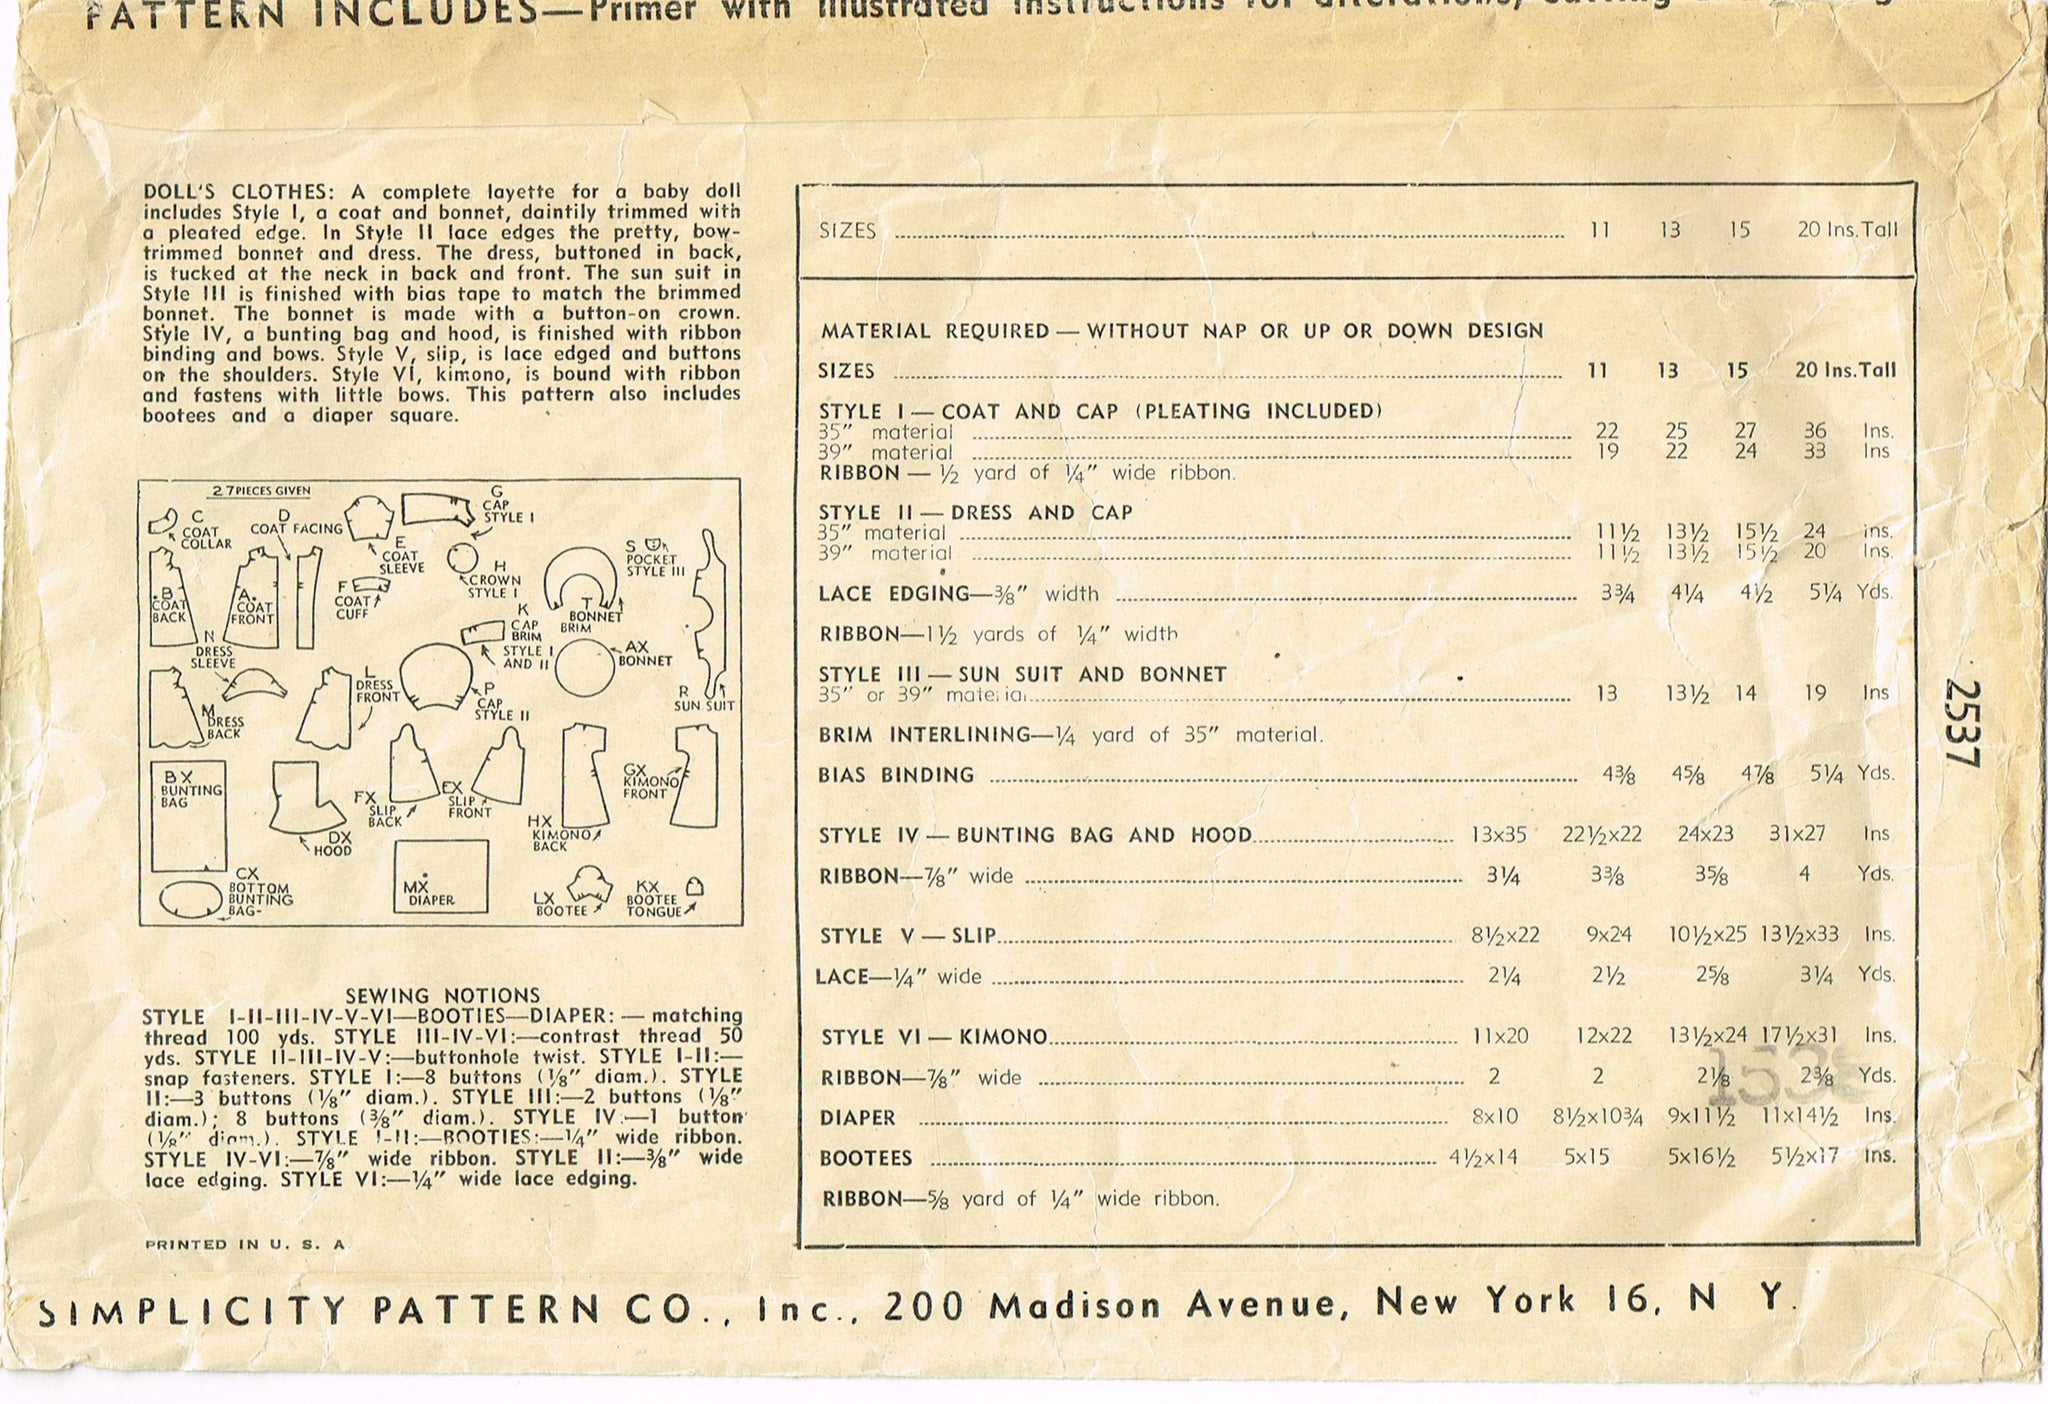 PATTERN INCLUDES—Primer with illustrated instructions for alterations,
DOLL'S CLOTHES: A complete layette for a baby doll
includes Style I, a coat and bonnet, daintily trimmed with
a pleated edge. In Style II lace edges the pretty, bow-
trimmed bonnet and dress. The dress, buttoned in back,
is tucked at the neck in back and front. The sun suit in
Style III is finished with bias tape to match the brimmed
bonnet. The bonnet is made with a button-on crown.
Style IV, a bunting bag and hood, is finished with ribbon
binding and bows. Style V, slip, is lace edged and buttons
on the shoulders. Style VI, kimono, is bound with ribbon
and fastens with little bows. This pattern also includes
bootees and a diaper square.
27 PIECES GIVEN
C
COAT
COLLAR
D
COAT FACING
E
COAT
SLEEVE
G
CAP
STYLE I
H
CROWN
STYLE I
S
POCKET
STYLE III
B
COAT
BACK
A
COAT
FRONT
F
COAT
CUFF
K
CAP
BRIM
STYLE I
AND II
T
BONNET
BRIM
N
DRESS
SLEEVE
L
DRESS
FRONT
P
CAP
STYLE II
AX
BONNET
R
SUN SUIT
M
DRESS
BACK
BX
BUNTING
BAG
DX
HOOD
FX
SLIP
BACK
EX
SLIP
FRONT
HX
KIMONO
BACK
GX
KIMONO
FRONT
CX
BOTTOM
BUNTING
BAG-
MX
DIAPER
LX
BOOTEE
KX
BOOTEE
TONGUE
SEWING NOTIONS
STYLE I-II-III-IV-V-VI—BOOTIES—DIAPER: — matching
thread 100 yds. STYLE III-IV-VI:—contrast thread 50
yds. STYLE II-III-IV-V:—buttonhole twist. STYLE I-II:—
snap fasteners. STYLE I:—8 buttons (⅛" diam.). STYLE
II:—3 buttons (⅛" diam.). STYLE III:—2 buttons (⅛"
diam.); 8 buttons (⅜" diam.). STYLE IV:—1 button
(⅛" diam.). STYLE I-II:—BOOTIES:—¼" wide ribbon.
STYLE IV-VI:—⅞" wide ribbon. STYLE II:—⅜" wide
lace edging. STYLE VI:—¼" wide lace edging.
PRINTED IN U. S. A
SIZES 11 13 15 20 Ins. Tall
MATERIAL REQUIRED — WITHOUT NAP OR UP OR DOWN DESIGN
SIZES 11 13 15 20 Ins. Tall
STYLE I — COAT AND CAP (PLEATING INCLUDED)
35" material 22 25 27 36 Ins.
39" material 19 22 24 33 Ins
RIBBON — ½ yard of ¼" wide ribbon.
STYLE II — DRESS AND CAP
35" material 11½ 13½ 15½ 24 ins.
39" material 11½ 13½ 15½ 20 Ins.
LACE EDGING—⅜" width 3¾ 4¼ 4½ 5¼ Yds.
RIBBON—1½ yards of ¼" width
STYLE III — SUN SUIT AND BONNET
35" or 39" material 13 13½ 14 19 Ins
BRIM INTERLINING—¼ yard of 35" material.
BIAS BINDING 4⅜ 4⅝ 4⅞ 5¼ Yds.
STYLE IV — BUNTING BAG AND HOOD 13x35 22½x22 24x23 31x27 Ins
RIBBON—⅞" wide 3¼ 3⅜ 3⅝ 4 Yds.
STYLE V — SLIP 8½x22 9x24 10½x25 13½x33 Ins.
LACE—¼" wide 2¼ 2½ 2⅝ 3¼ Yds.
STYLE VI — KIMONO 11x20 12x22 13½x24 17½x31 Ins.
RIBBON—⅞" wide 2 2 2⅛ 2⅜ Yds.
DIAPER 8x10 8½x10¾ 9x11½ 11x14½ Ins.
BOOTEES 4½x14 5x15 5x16½ 5½x17 Ins.
RIBBON—⅝ yard of ¼" wide ribbon.
2537
SIMPLICITY PATTERN CO., Inc., 200 Madison Avenue, New York 16, N Y.